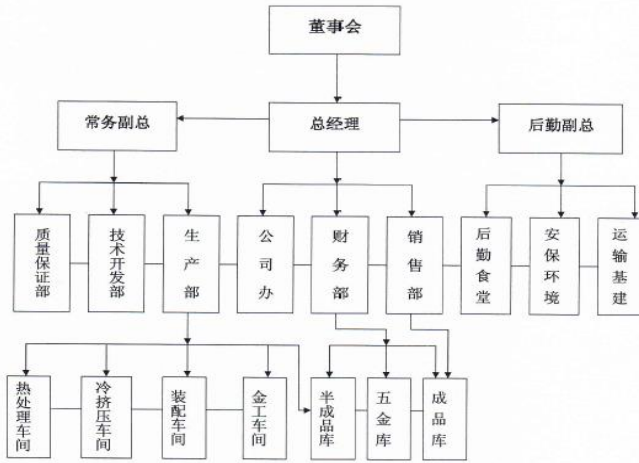 董事会
常务副总
总经理
后勤副总
质量保证部
技术开发部
生产部
公司办
财务部
销售部
后勤食堂
安保环境
运输基建
热处理车间
冷挤压车间
装配车间
金工车间
半成品库
五金库
成品库